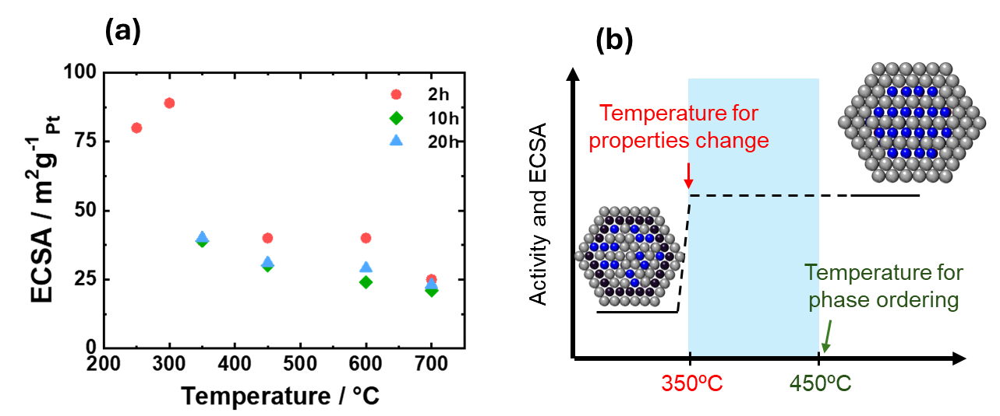 (a)
100
75
50
25
0
200
300
400
500
600
700
ECSA / m²g⁻¹Pt
Temperature / °C
2h
10h
20h
(b)
Activity and ECSA
Temperature for
properties change
Temperature for
phase ordering
350ºC
450ºC